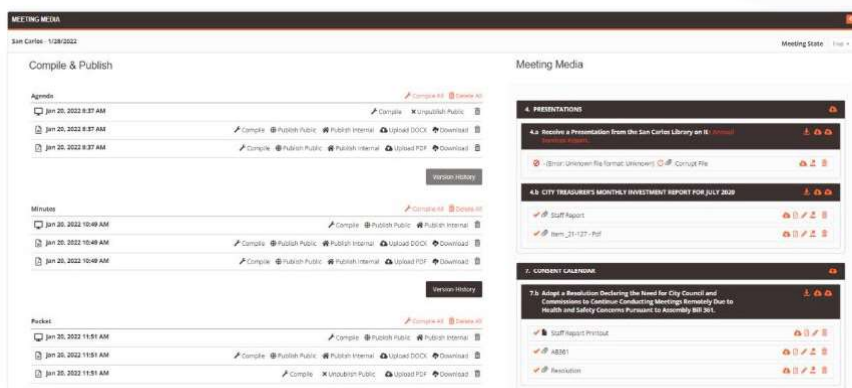 MEETING MEDIA
San Carlos - 1/28/2022
Meeting State
Compile & Publish
Agenda
Compile All Delete All
Jan 20, 2022 8:37 AM
Compile Unpublish Public
Jan 20, 2022 8:37 AM
Compile Publish Public Publish Internal Upload DOCX Download
Jan 20, 2022 8:37 AM
Compile Publish Public Publish Internal Upload PDF Download
Version History
Minutes
Compile All Delete All
Jan 20, 2022 10:49 AM
Compile Publish Public Publish Internal
Jan 20, 2022 10:49 AM
Compile Publish Public Publish Internal Upload DOCX Download
Jan 20, 2022 10:49 AM
Compile Publish Public Publish Internal Upload PDF Download
Version History
Packet
Compile All Delete All
Jan 20, 2022 11:51 AM
Compile Publish Public Publish Internal
Jan 20, 2022 11:51 AM
Compile Publish Public Publish Internal Upload DOCX Download
Jan 20, 2022 11:51 AM
Compile Unpublish Public Upload PDF Download
Meeting Media
4. PRESENTATIONS
4.a Receive a Presentation from the San Carlos Library on it: Annual
Services Report.
- (Error: Unknown file format: Unknown) Corrupt File
4.b CITY TREASURER'S MONTHLY INVESTMENT REPORT FOR JULY 2020
Staff Report
Item_21-127 - Pdf
7. CONSENT CALENDAR
7.b Adopt a Resolution Declaring the Need for City Council and
Commissions to Continue Conducting Meetings Remotely Due to
Health and Safety Concerns Pursuant to Assembly Bill 361.
Staff Report Printout
AB361
Resolution